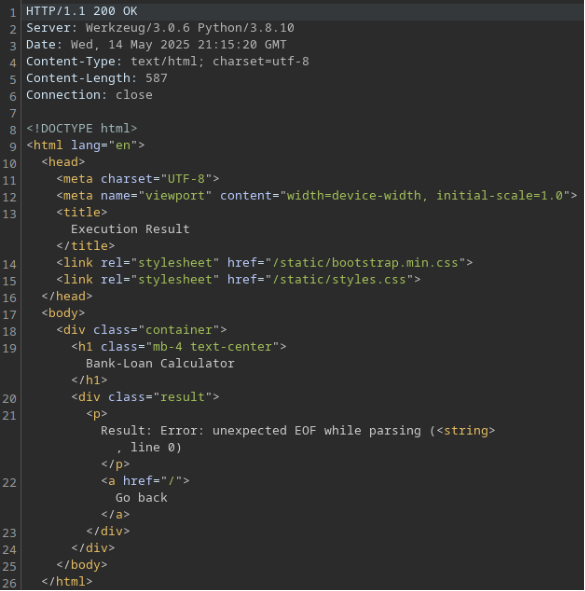 1 HTTP/1.1 200 OK
2 Server: Werkzeug/3.0.6 Python/3.8.10
3 Date: Wed, 14 May 2025 21:15:20 GMT
4 Content-Type: text/html; charset=utf-8
5 Content-Length: 587
6 Connection: close
7
8 <!DOCTYPE html>
9 <html lang="en">
10 <head>
11 <meta charset="UTF-8">
12 <meta name="viewport" content="width=device-width, initial-scale=1.0">
13 <title>
Execution Result
</title>
14 <link rel="stylesheet" href="/static/bootstrap.min.css">
15 <link rel="stylesheet" href="/static/styles.css">
16 </head>
17 <body>
18 <div class="container">
19 <h1 class="mb-4 text-center">
Bank-Loan Calculator
</h1>
20 <div class="result">
21 <p>
Result: Error: unexpected EOF while parsing (<string>
, line 0)
</p>
22 <a href="/">
Go back
</a>
23 </div>
24 </div>
25 </body>
26 </html>